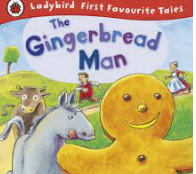 Ladybird First Favourite Tales
The
Gingerbread
Man